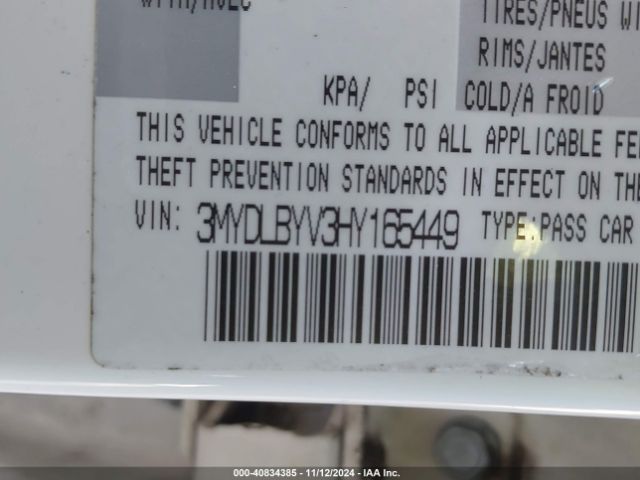 TIRES/PNEUS
RIMS/JANTES
KPA/ PSI COLD/A FROID
THIS VEHICLE CONFORMS TO ALL APPLICABLE
THEFT PREVENTION STANDARDS IN EFFECT ON
VIN: 3MYDLBYV3HY165449 TYPE:PASS CAR
000-40834385 - 11/12/2024 - IAA Inc.